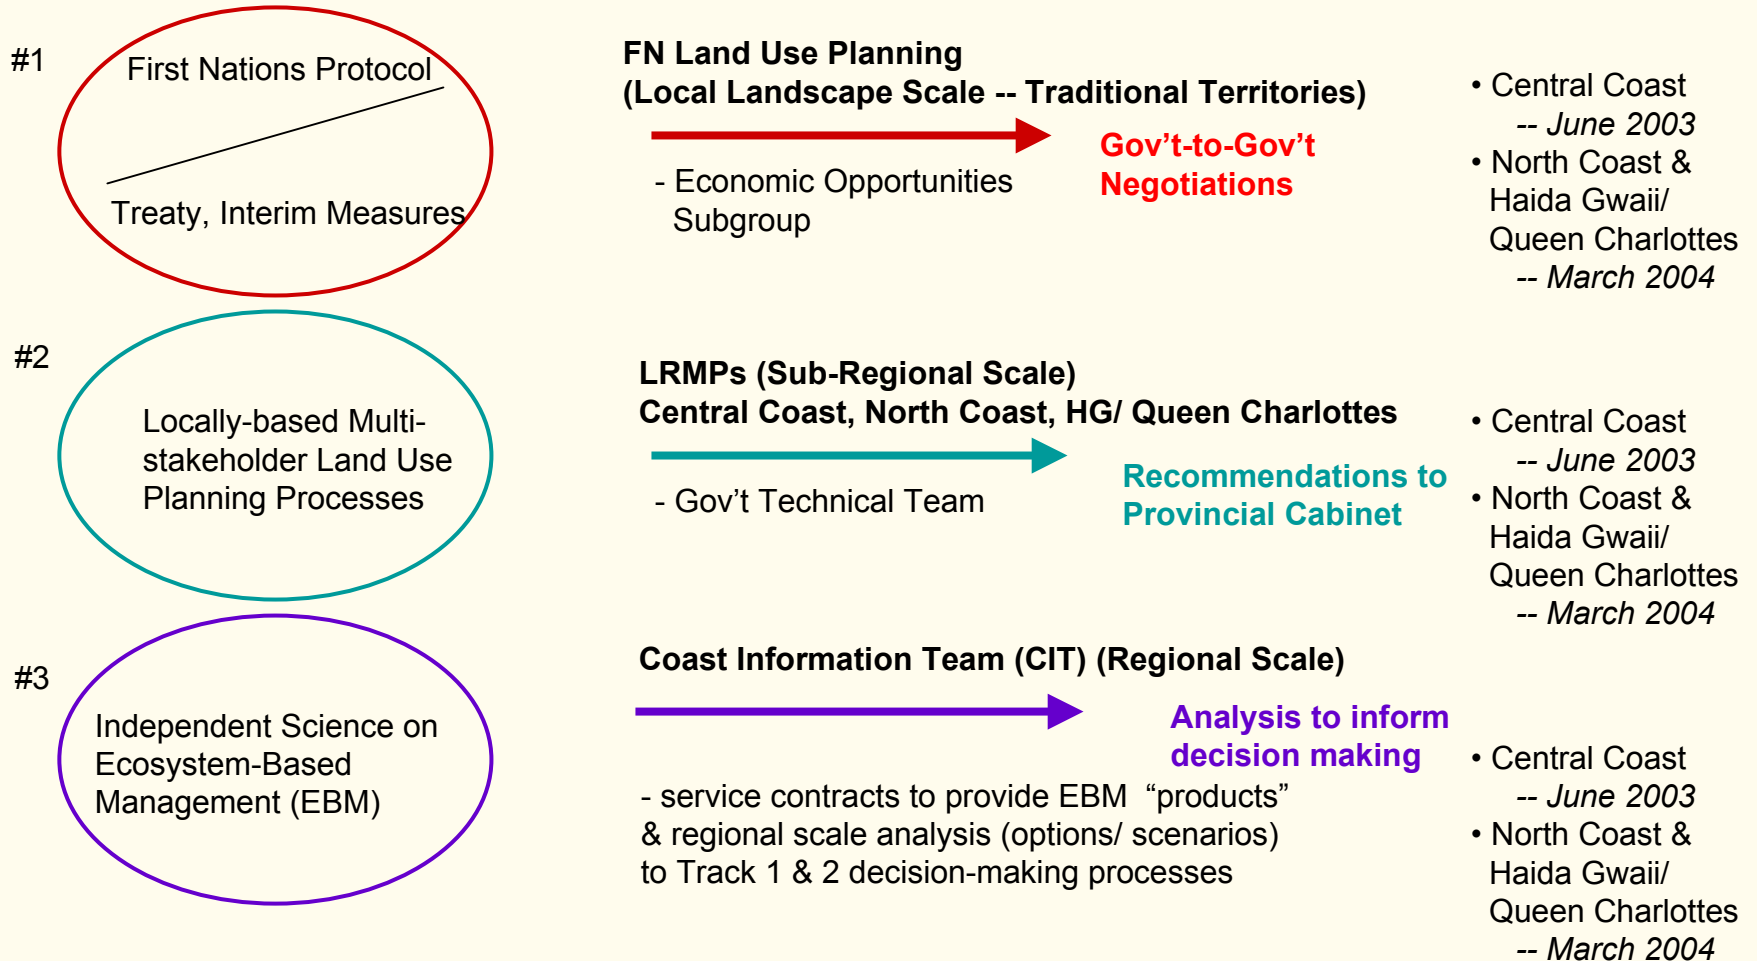 #1
First Nations Protocol
Treaty, Interim Measures
FN Land Use Planning
(Local Landscape Scale -- Traditional Territories)
Gov’t-to-Gov’t
Negotiations
- Economic Opportunities
Subgroup
• Central Coast
-- June 2003
• North Coast &
Haida Gwaii/
Queen Charlottes
-- March 2004
#2
Locally-based Multi-
stakeholder Land Use
Planning Processes
LRMPs (Sub-Regional Scale)
Central Coast, North Coast, HG/ Queen Charlottes
Recommendations to
Provincial Cabinet
- Gov’t Technical Team
• Central Coast
-- June 2003
• North Coast &
Haida Gwaii/
Queen Charlottes
-- March 2004
#3
Independent Science on
Ecosystem-Based
Management (EBM)
Coast Information Team (CIT) (Regional Scale)
Analysis to inform
decision making
- service contracts to provide EBM “products”
& regional scale analysis (options/ scenarios)
to Track 1 & 2 decision-making processes
• Central Coast
-- June 2003
• North Coast &
Haida Gwaii/
Queen Charlottes
-- March 2004